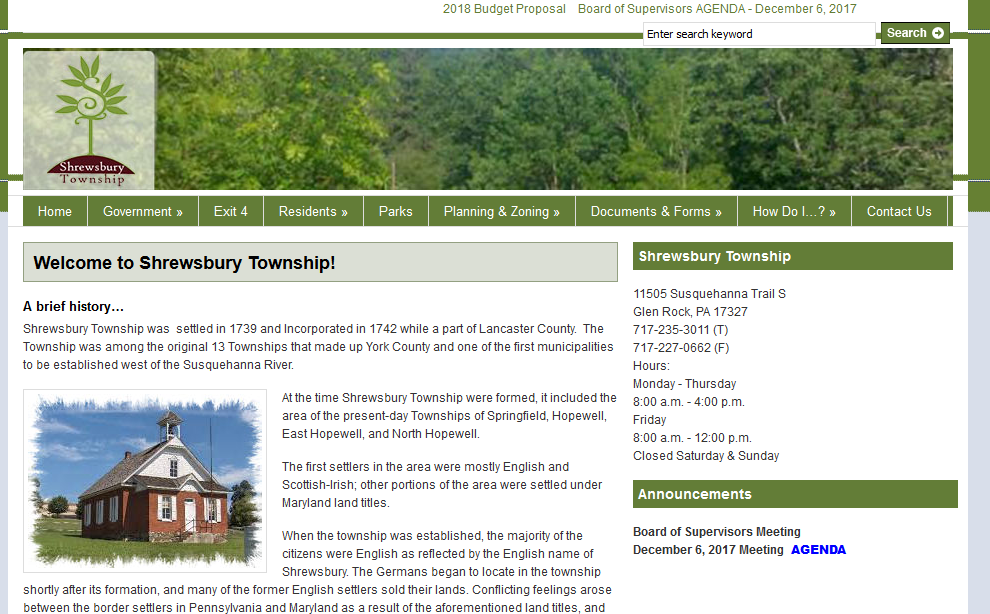 2018 Budget Proposal Board of Supervisors AGENDA - December 6, 2017
Enter search keyword Search
Shrewsbury
Township
Home Government » Exit 4 Residents » Parks Planning & Zoning » Documents & Forms » How Do I…? » Contact Us
Welcome to Shrewsbury Township!
A brief history…
Shrewsbury Township was settled in 1739 and Incorporated in 1742 while a part of Lancaster County. The
Township was among the original 13 Townships that made up York County and one of the first municipalities
to be established west of the Susquehanna River.
At the time Shrewsbury Township were formed, it included the
area of the present-day Townships of Springfield, Hopewell,
East Hopewell, and North Hopewell.
The first settlers in the area were mostly English and
Scottish-Irish; other portions of the area were settled under
Maryland land titles.
When the township was established, the majority of the
citizens were English as reflected by the English name of
Shrewsbury. The Germans began to locate in the township
shortly after its formation, and many of the former English settlers sold their lands. Conflicting feelings arose
between the border settlers in Pennsylvania and Maryland as a result of the aforementioned land titles, and
Shrewsbury Township
11505 Susquehanna Trail S
Glen Rock, PA 17327
717-235-3011 (T)
717-227-0662 (F)
Hours:
Monday - Thursday
8:00 a.m. - 4:00 p.m.
Friday
8:00 a.m. - 12:00 p.m.
Closed Saturday & Sunday
Announcements
Board of Supervisors Meeting
December 6, 2017 Meeting AGENDA